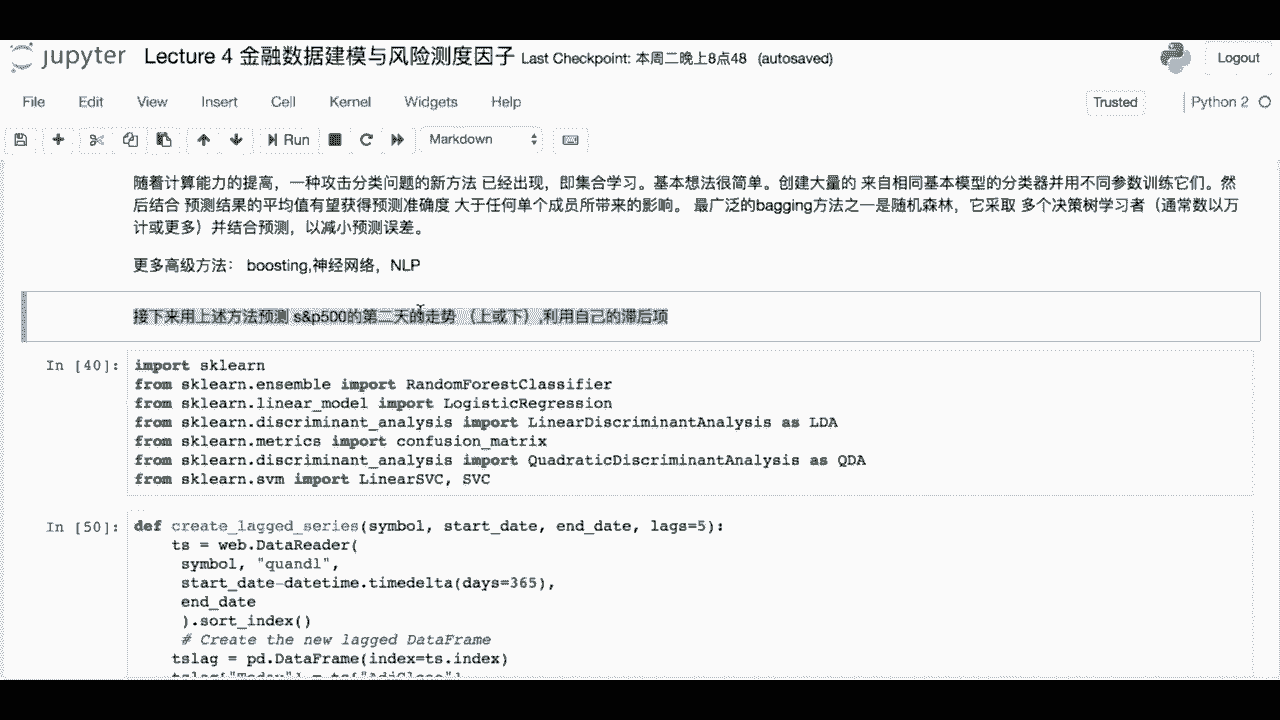 jupyter Lecture 4 金融数据建模与风险测度因子 Last Checkpoint: 本周二晚上8点48 (autosaved) Logout
File Edit View Insert Cell Kernel Widgets Help Trusted Python 2
Run Markdown
随着计算能力的提高，一种攻击分类问题的新方法 已经出现，即集合学习。基本想法很简单。创建大量的 来自相同基本模型的分类器并用不同参数训练它们。然
后结合 预测结果的平均值有望获得预测准确度 大于任何单个成员所带来的影响。 最广泛的bagging方法之一是随机森林，它采取 多个决策树学习者（通常数以万
计或更多）并结合预测，以减小预测误差。
更多高级方法： boosting,神经网络，NLP
接下来用上述方法预测 s&p500的第二天的走势 （上或下）,利用自己的滞后项
In [40]: import sklearn
from sklearn.ensemble import RandomForestClassifier
from sklearn.linear_model import LogisticRegression
from sklearn.discriminant_analysis import LinearDiscriminantAnalysis as LDA
from sklearn.metrics import confusion_matrix
from sklearn.discriminant_analysis import QuadraticDiscriminantAnalysis as QDA
from sklearn.svm import LinearSVC, SVC
In [50]: def create_lagged_series(symbol, start_date, end_date, lags=5):
ts = web.DataReader(
symbol, "quandl",
start_date-datetime.timedelta(days=365),
end_date
).sort_index()
# Create the new lagged DataFrame
tslag = pd.DataFrame(index=ts.index)
tslag["Today"] = ts["AdjClose"]